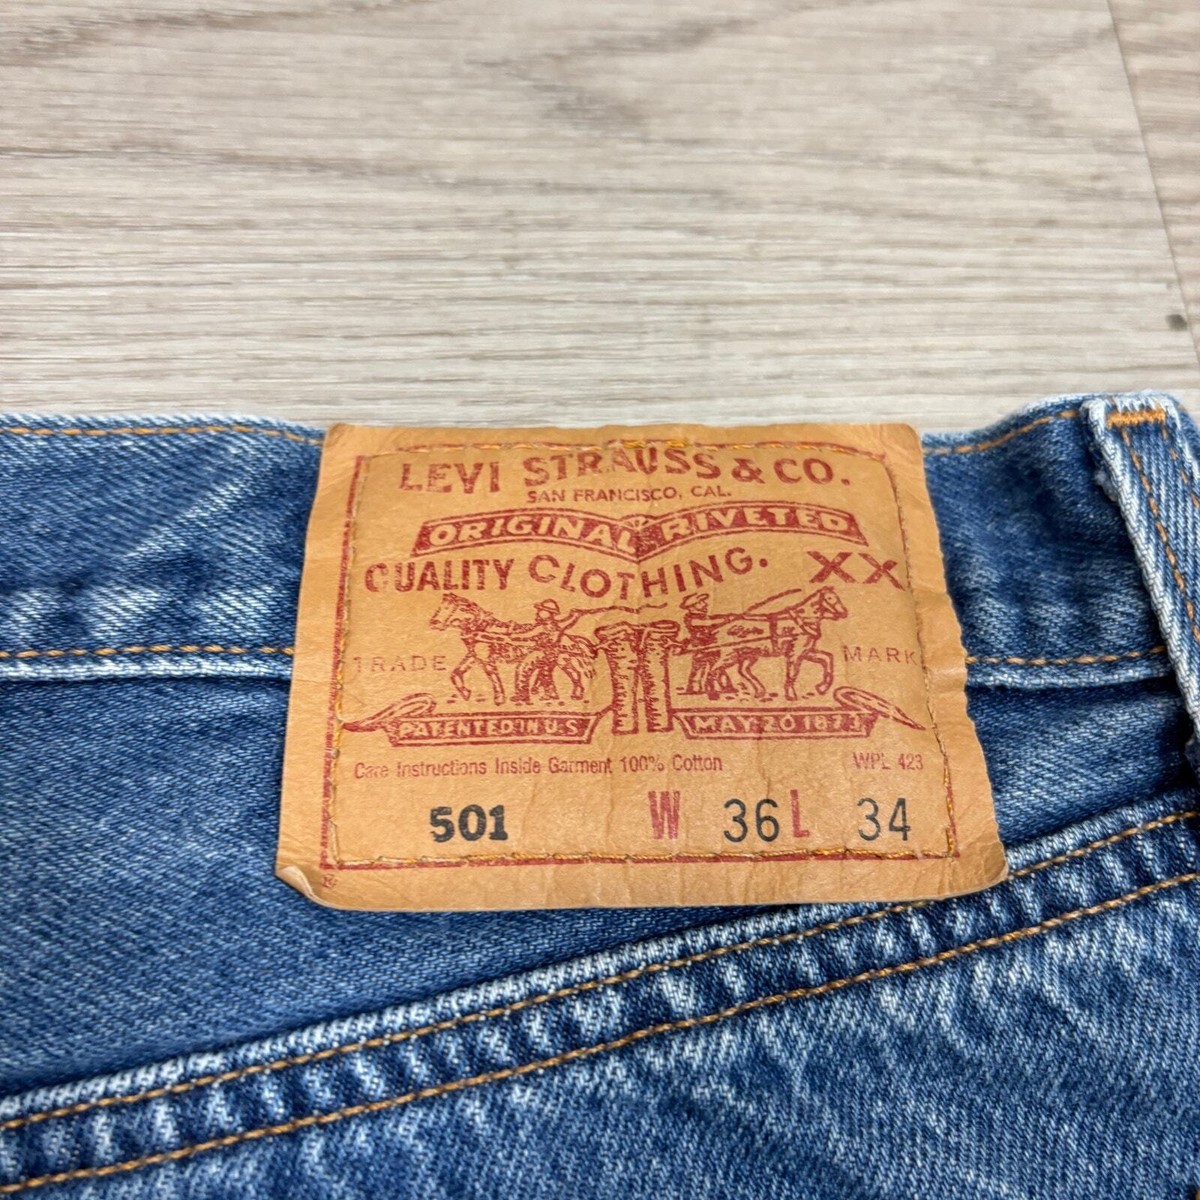 LEVI STRAUSS & CO.
SAN FRANCISCO, CAL.
ORIGINAL RIVETED
QUALITY CLOTHING. XX
TRADE MARK
PATENTED IN U.S MAY 20 1873
Care Instructions Inside Garment 100% Cotton WPL 423
501 W 36 L 34
®